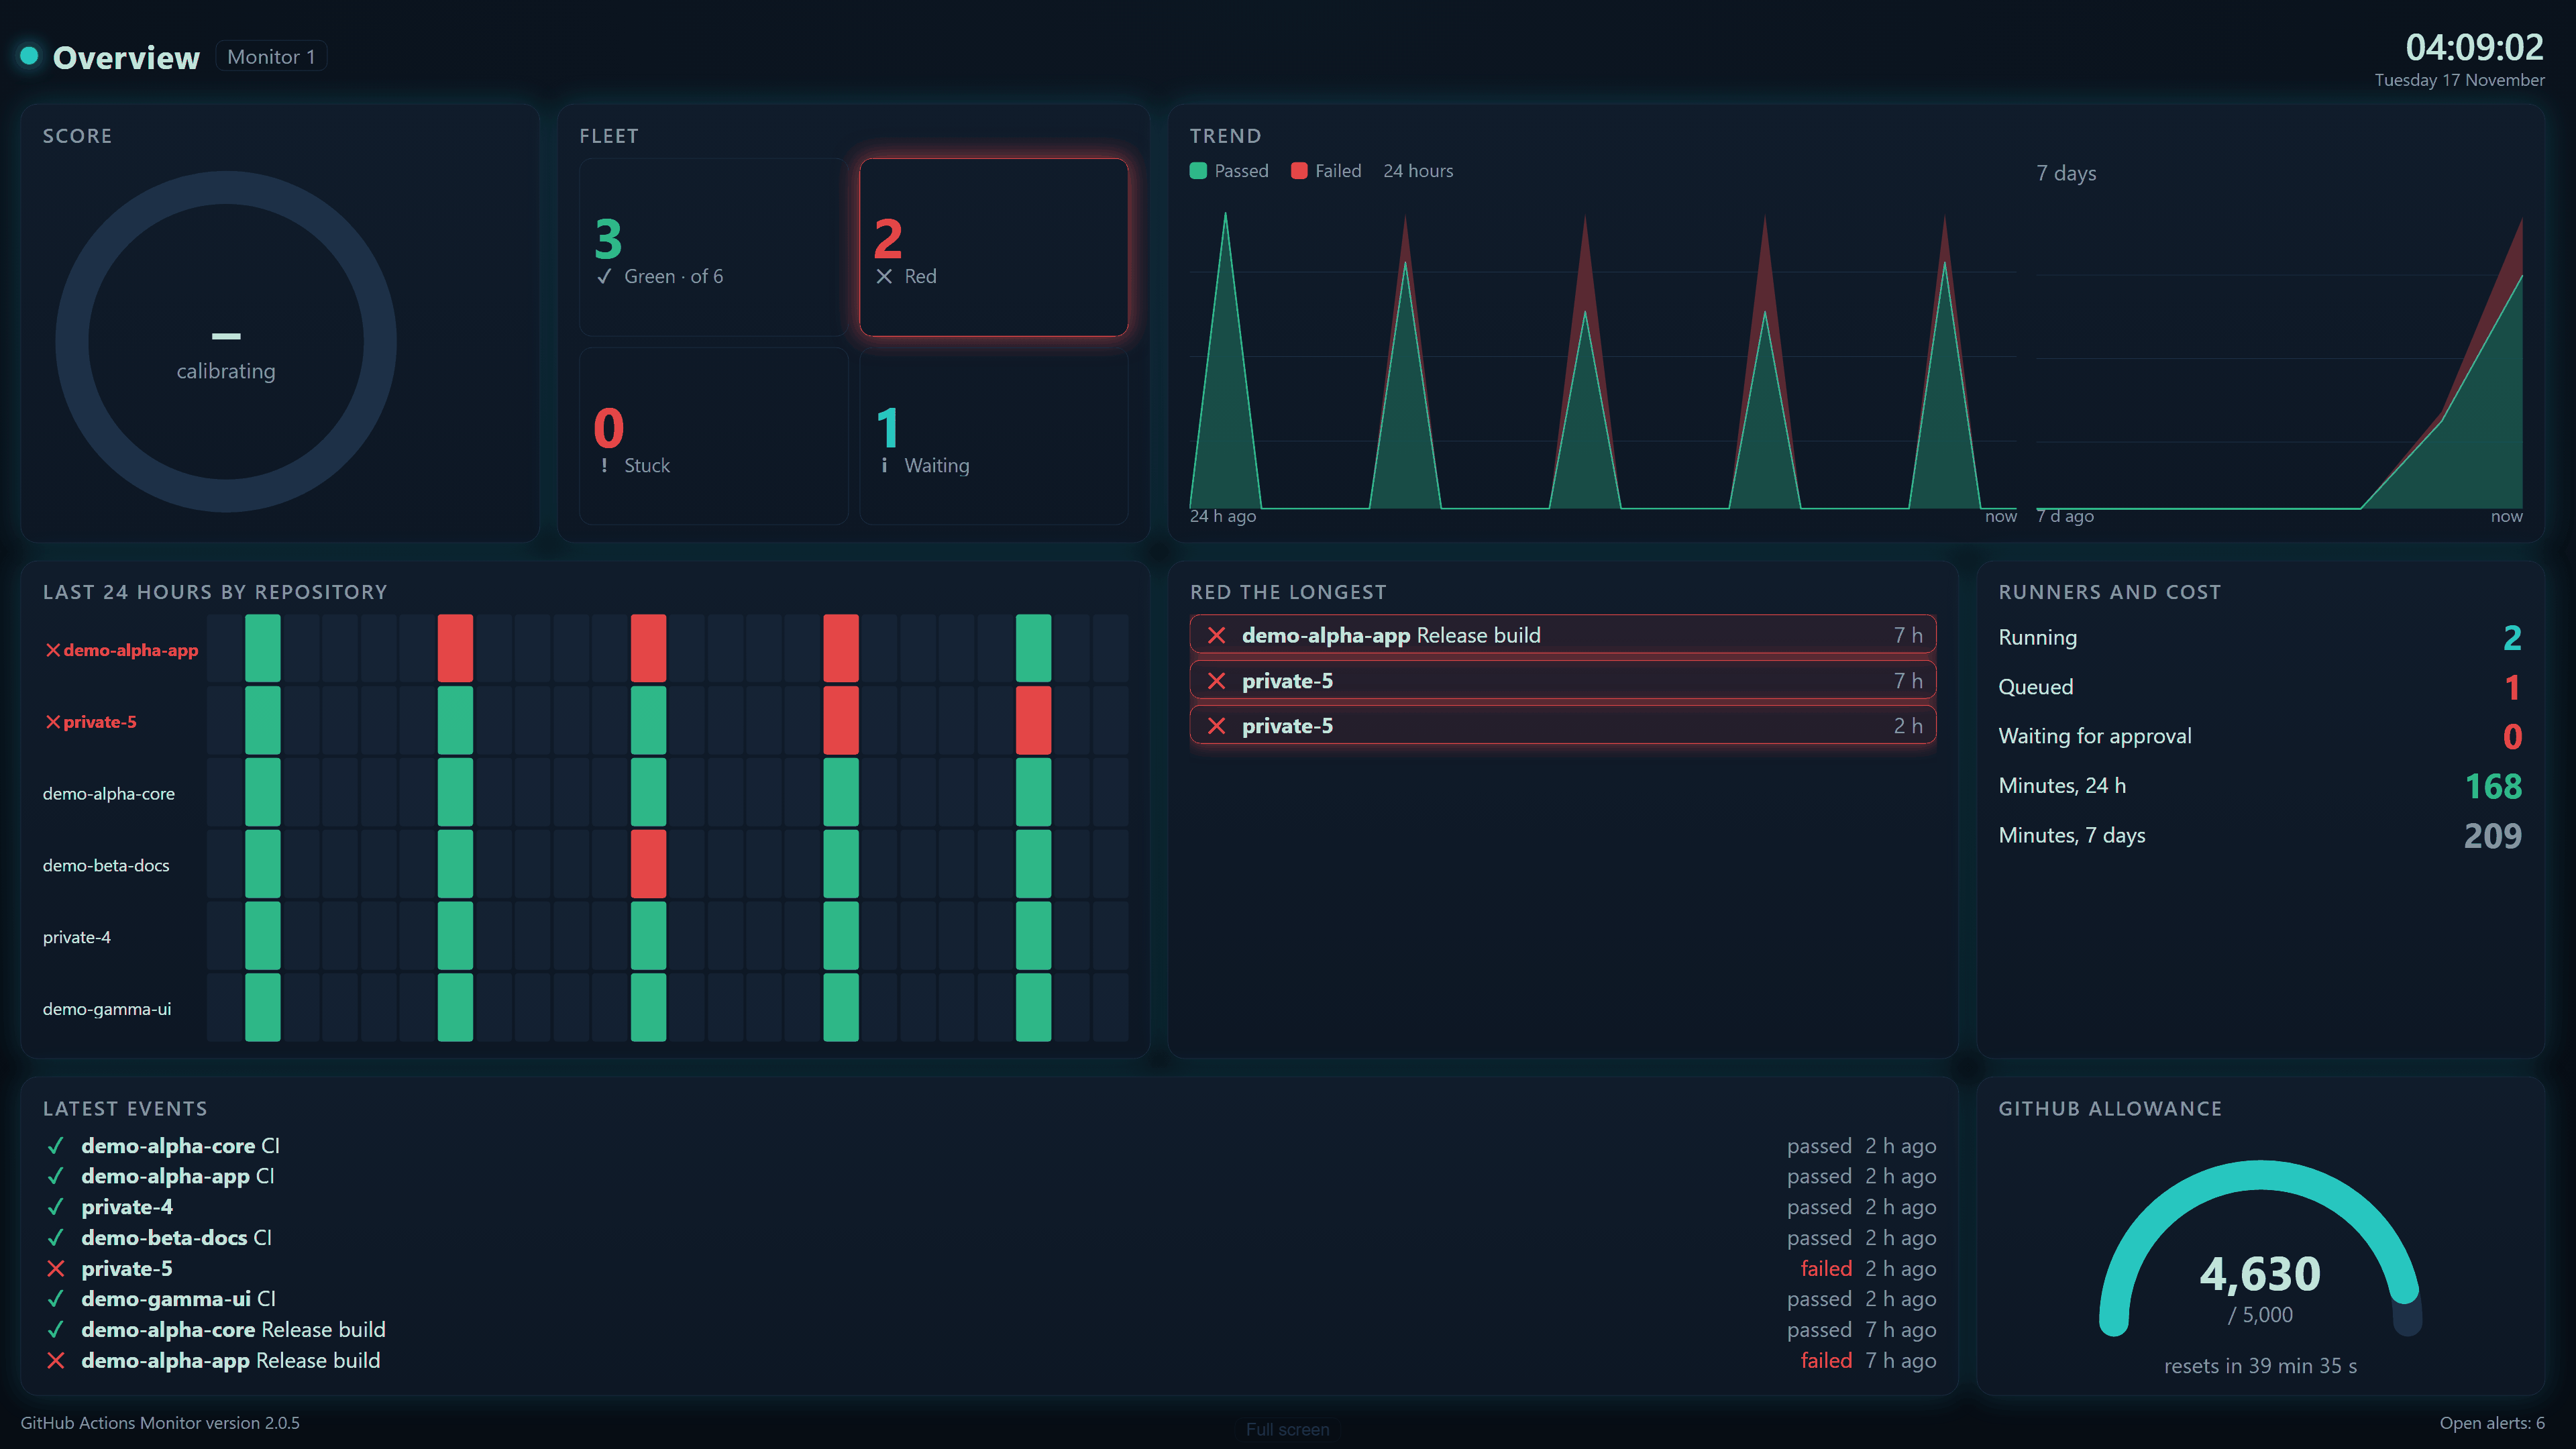 Overview
Monitor 1
04:09:02
Tuesday 17 November
SCORE
–
calibrating
FLEET
3
✓ Green · of 6
2
✕ Red
0
! Stuck
1
i Waiting
TREND
Passed Failed 24 hours
7 days
24 h ago now
7 d ago now
LAST 24 HOURS BY REPOSITORY
✕ demo-alpha-app
✕ private-5
demo-alpha-core
demo-beta-docs
private-4
demo-gamma-ui
RED THE LONGEST
✕ demo-alpha-app Release build 7 h
✕ private-5 7 h
✕ private-5 2 h
RUNNERS AND COST
Running 2
Queued 1
Waiting for approval 0
Minutes, 24 h 168
Minutes, 7 days 209
LATEST EVENTS
✓ demo-alpha-core CI passed 2 h ago
✓ demo-alpha-app CI passed 2 h ago
✓ private-4 passed 2 h ago
✓ demo-beta-docs CI passed 2 h ago
✕ private-5 failed 2 h ago
✓ demo-gamma-ui CI passed 2 h ago
✓ demo-alpha-core Release build passed 7 h ago
✕ demo-alpha-app Release build failed 7 h ago
GITHUB ALLOWANCE
4,630
/ 5,000
resets in 39 min 35 s
GitHub Actions Monitor version 2.0.5
Full screen
Open alerts: 6